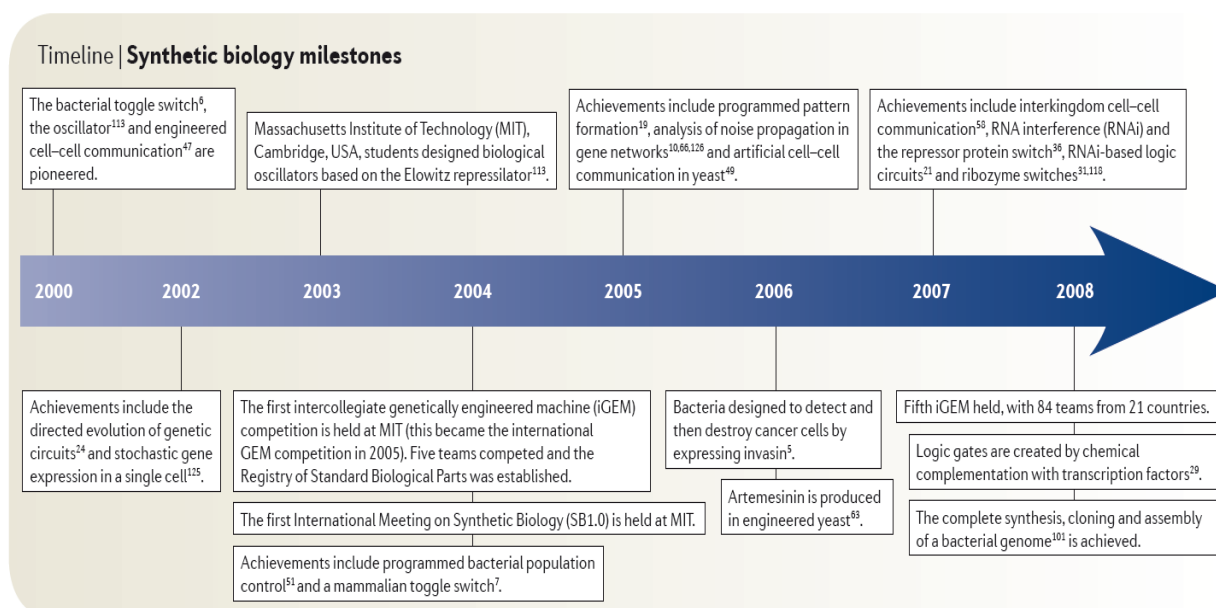 Timeline | Synthetic biology milestones
The bacterial toggle switch⁶,
the oscillator¹¹³ and engineered
cell–cell communication⁴⁷ are
pioneered.
Massachusetts Institute of Technology (MIT),
Cambridge, USA, students designed biological
oscillators based on the Elowitz repressilator¹¹³.
Achievements include programmed pattern
formation¹⁹, analysis of noise propagation in
gene networks¹⁰,⁶⁶,¹²⁶ and artificial cell–cell
communication in yeast⁴⁹.
Achievements include interkingdom cell–cell
communication⁵⁸, RNA interference (RNAi) and
the repressor protein switch³⁶, RNAi-based logic
circuits²¹ and ribozyme switches³¹,¹¹⁸.
2000 2002 2003 2004 2005 2006 2007 2008
Achievements include the
directed evolution of genetic
circuits²⁴ and stochastic gene
expression in a single cell¹²⁵.
The first intercollegiate genetically engineered machine (iGEM)
competition is held at MIT (this became the international
GEM competition in 2005). Five teams competed and the
Registry of Standard Biological Parts was established.
The first International Meeting on Synthetic Biology (SB1.0) is held at MIT.
Achievements include programmed bacterial population
control⁵¹ and a mammalian toggle switch⁷.
Bacteria designed to detect and
then destroy cancer cells by
expressing invasin⁵.
Artemesinin is produced
in engineered yeast⁶³.
Fifth iGEM held, with 84 teams from 21 countries.
Logic gates are created by chemical
complementation with transcription factors²⁹.
The complete synthesis, cloning and assembly
of a bacterial genome¹⁰¹ is achieved.